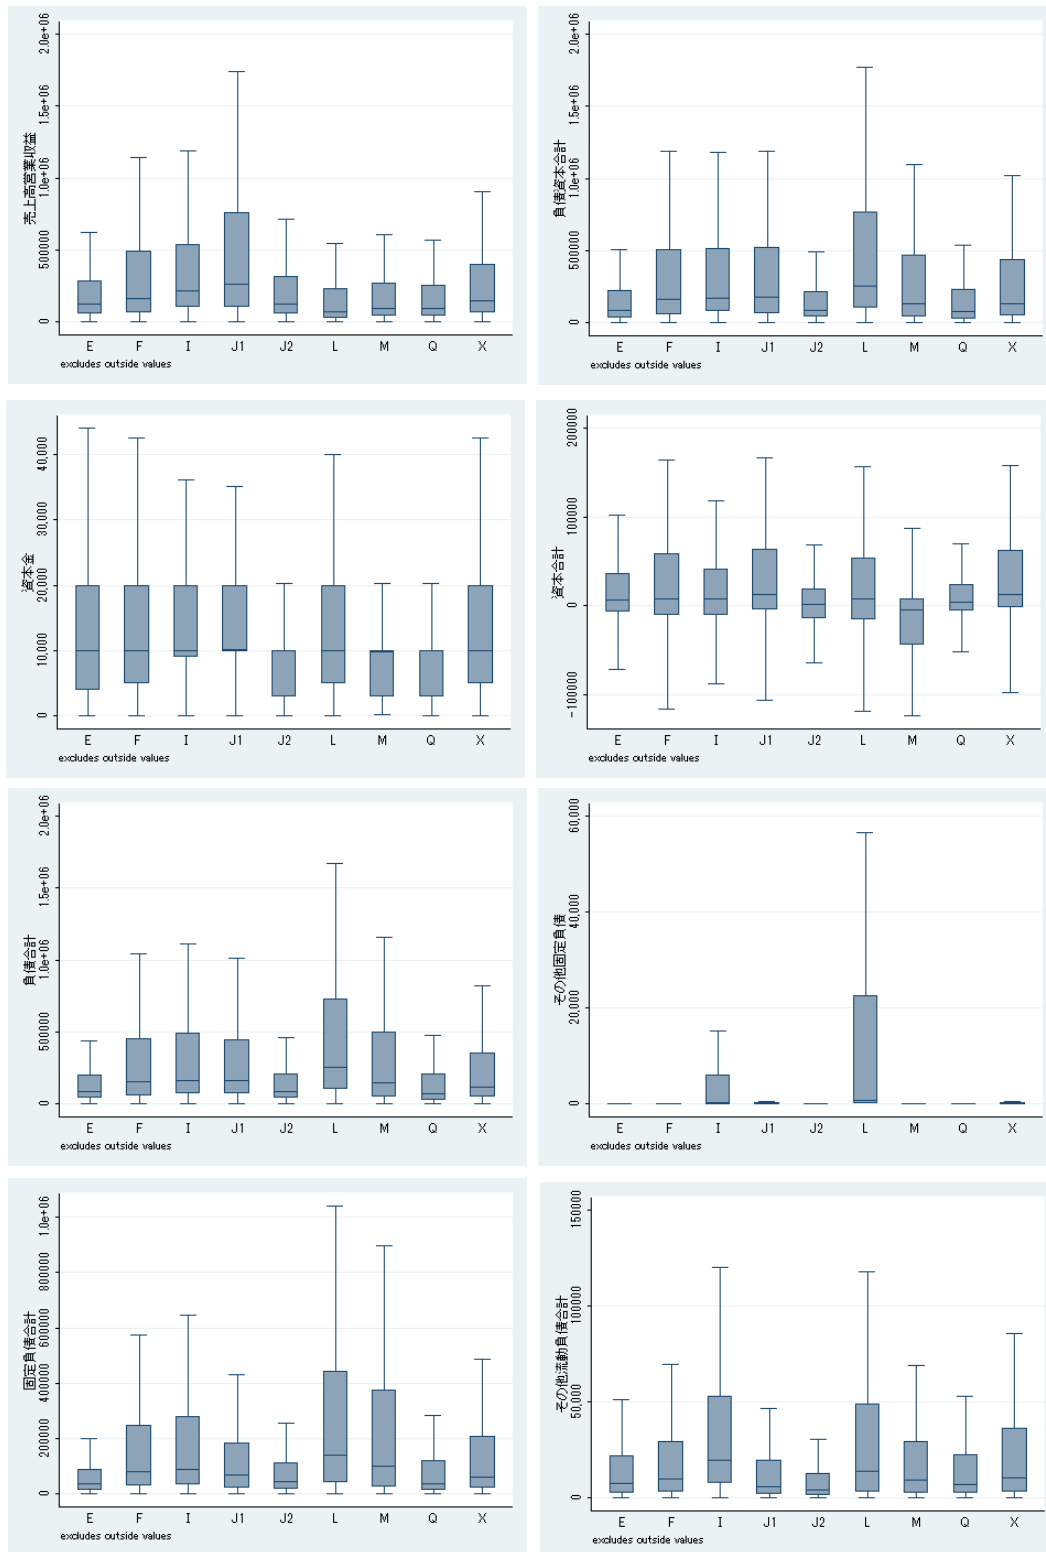 売上高営業収益
2.0e+06
1.5e+06
1.0e+06
500000
0
E F I J1 J2 L M Q X
excludes outside values
負債資本合計
2.0e+06
1.5e+06
1.0e+06
500000
0
E F I J1 J2 L M Q X
excludes outside values
資本金
40,000
30,000
20,000
10,000
0
E F I J1 J2 L M Q X
excludes outside values
資本合計
200000
100000
0
-100000
E F I J1 J2 L M Q X
excludes outside values
負債合計
2.0e+06
1.5e+06
1.0e+06
500000
0
E F I J1 J2 L M Q X
excludes outside values
その他固定負債
60,000
40,000
20,000
0
E F I J1 J2 L M Q X
excludes outside values
固定負債合計
1.0e+06
800000
600000
400000
200000
0
E F I J1 J2 L M Q X
excludes outside values
その他流動負債合計
150000
100000
50,000
0
E F I J1 J2 L M Q X
excludes outside values